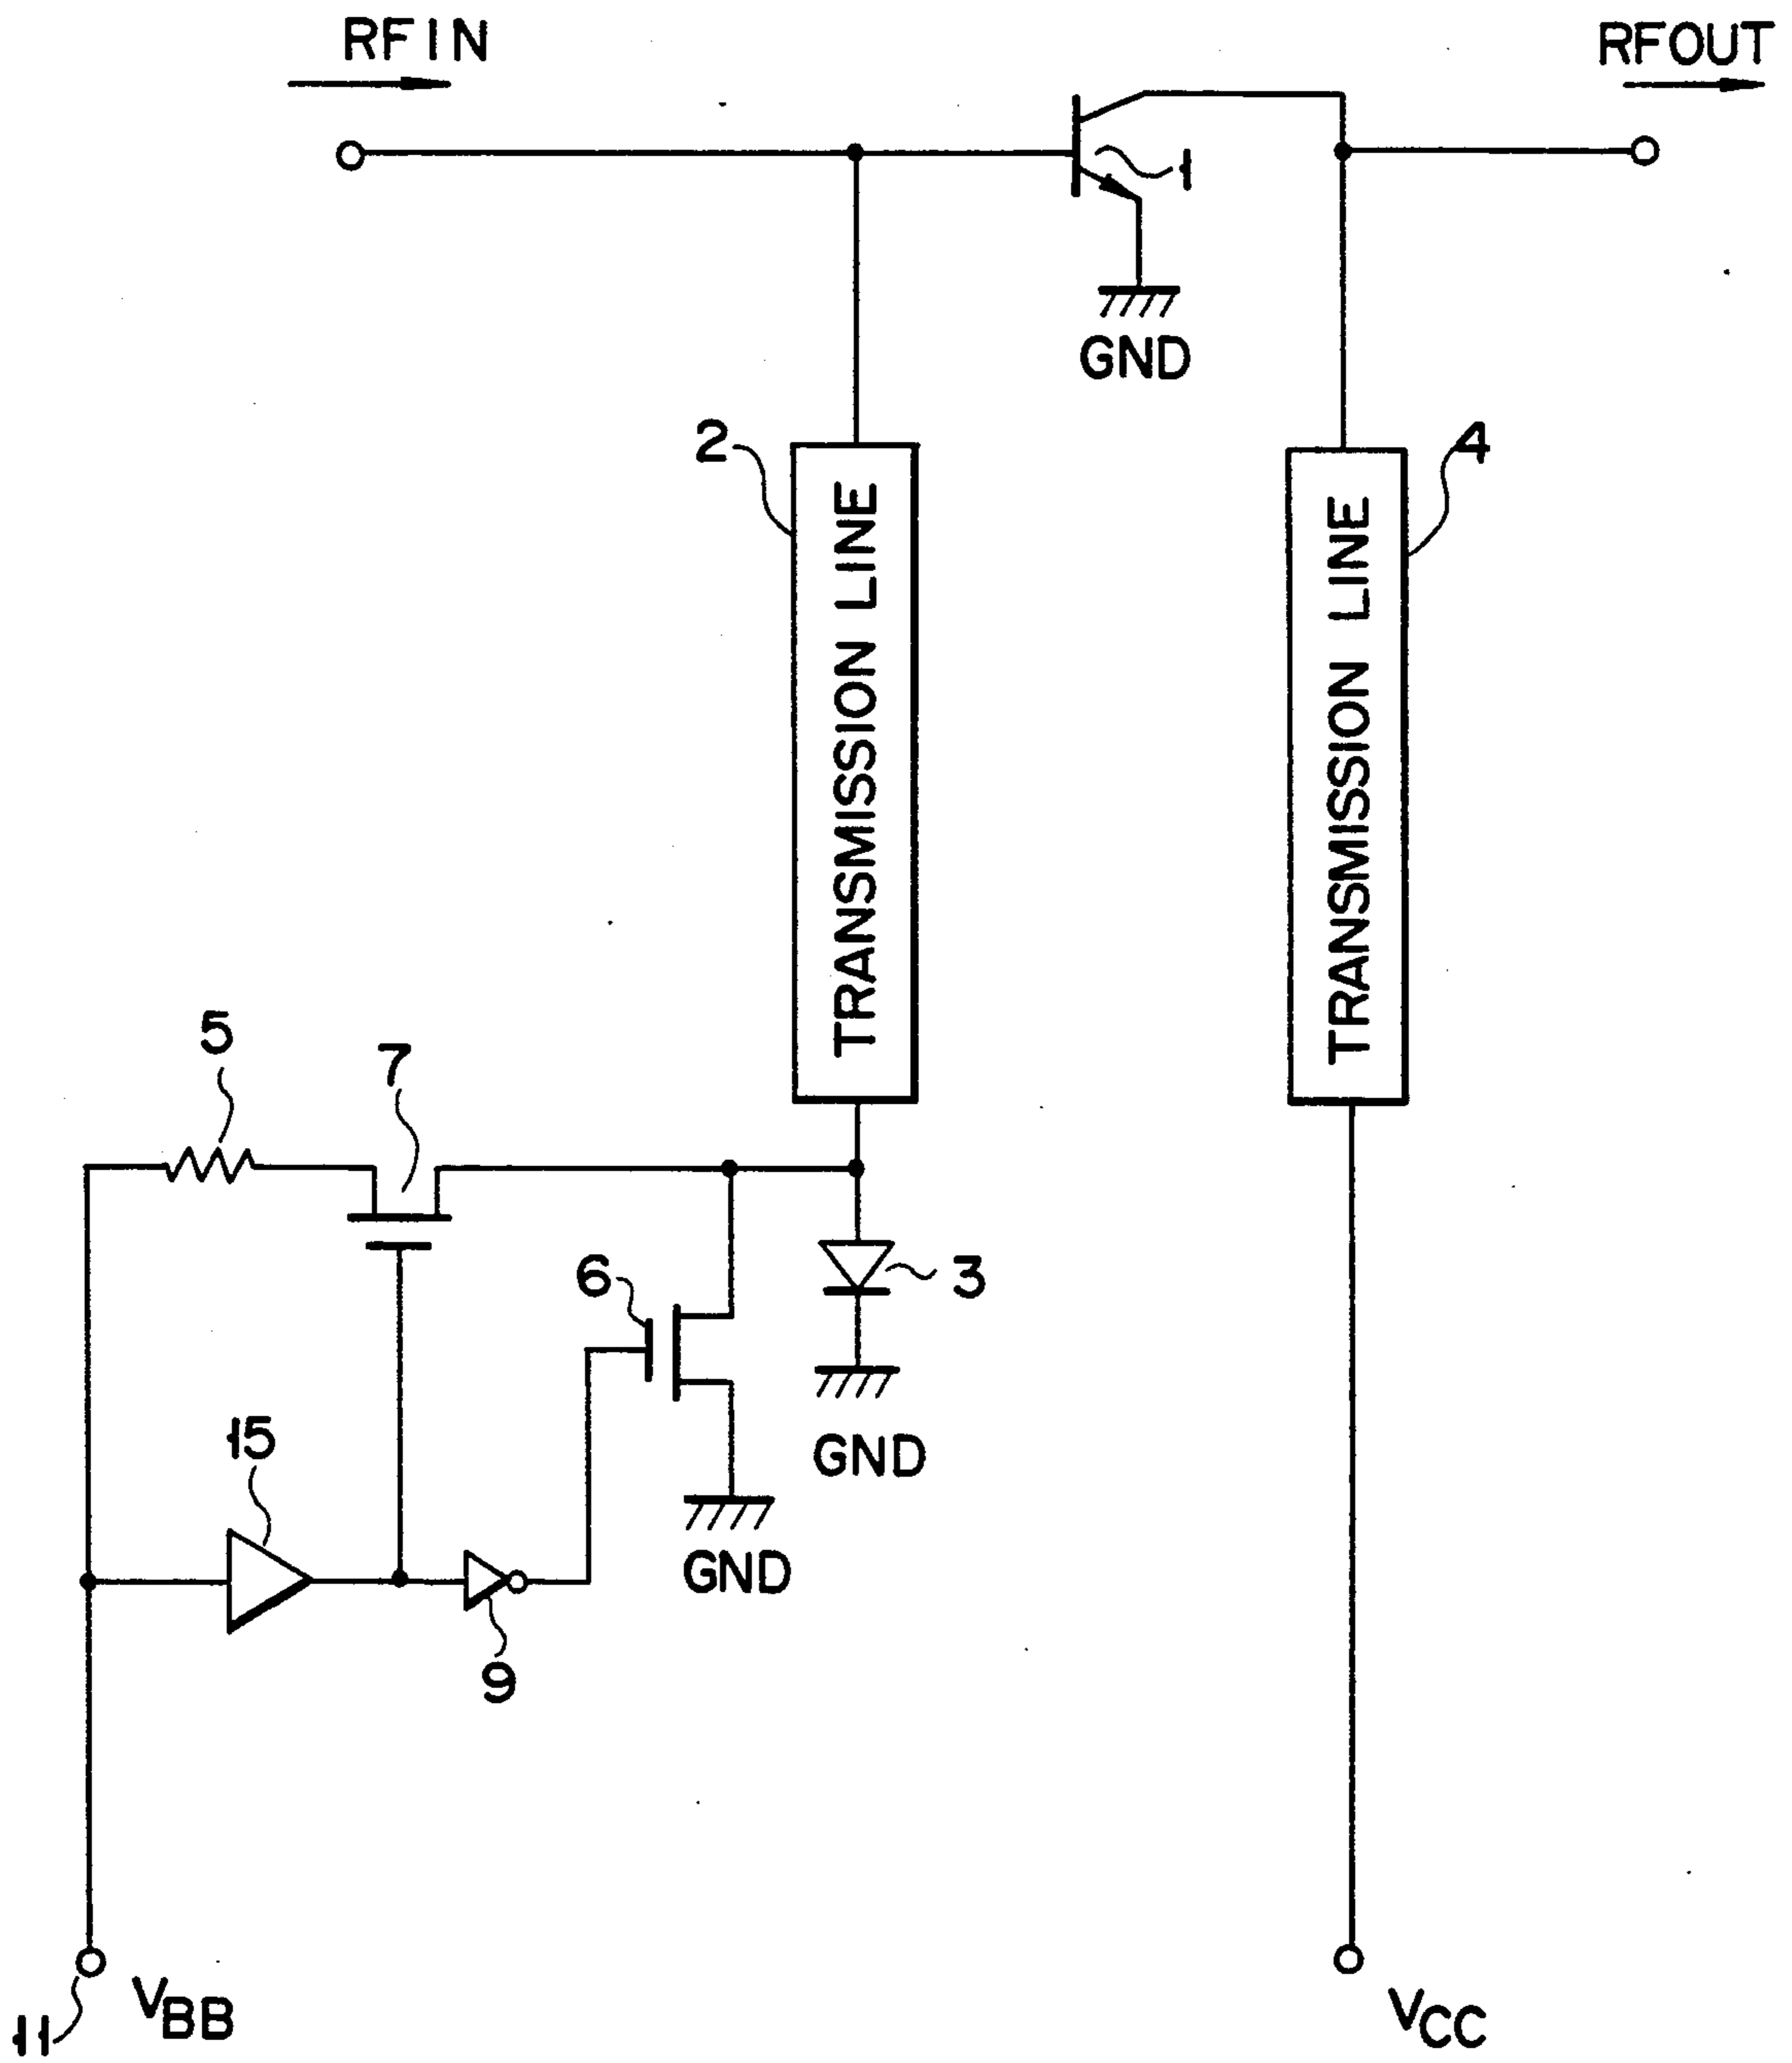 RFIN
RFOUT
1
GND
2
4
TRANSMISSION LINE
TRANSMISSION LINE
5
7
6
3
GND
15
GND
9
11
VBB
VCC